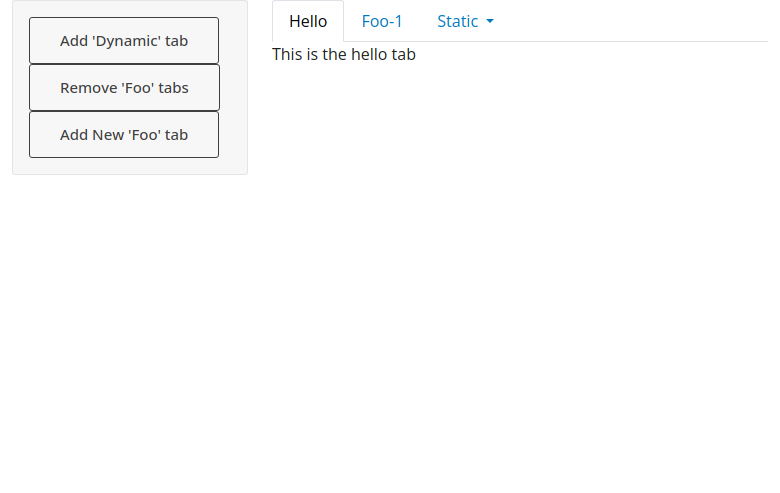 Add 'Dynamic' tab
Remove 'Foo' tabs
Add New 'Foo' tab
Hello
Foo-1
Static
This is the hello tab